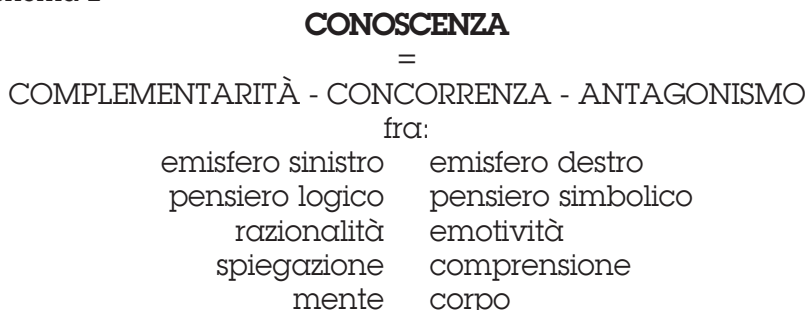 CONOSCENZA
=
COMPLEMENTARITÀ - CONCORRENZA - ANTAGONISMO
fra:
emisfero sinistro emisfero destro
pensiero logico pensiero simbolico
razionalità emotività
spiegazione comprensione
mente corpo